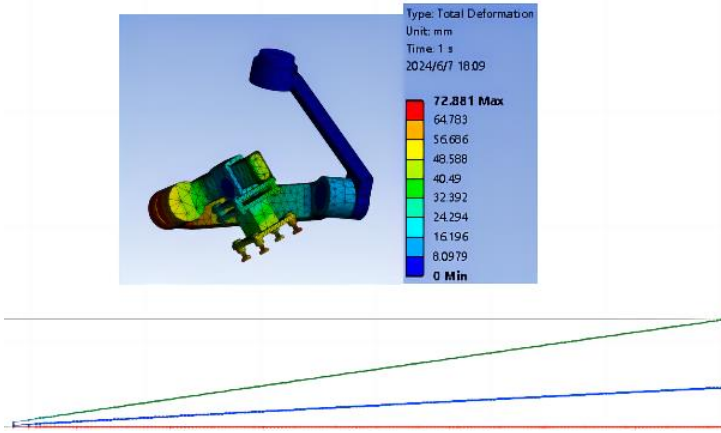 Type: Total Deformation
Unit: mm
Time: 1 s
2024/6/7 18:09
72.881 Max
64.783
56.686
48.588
40.49
32.392
24.294
16.196
8.0979
0 Min